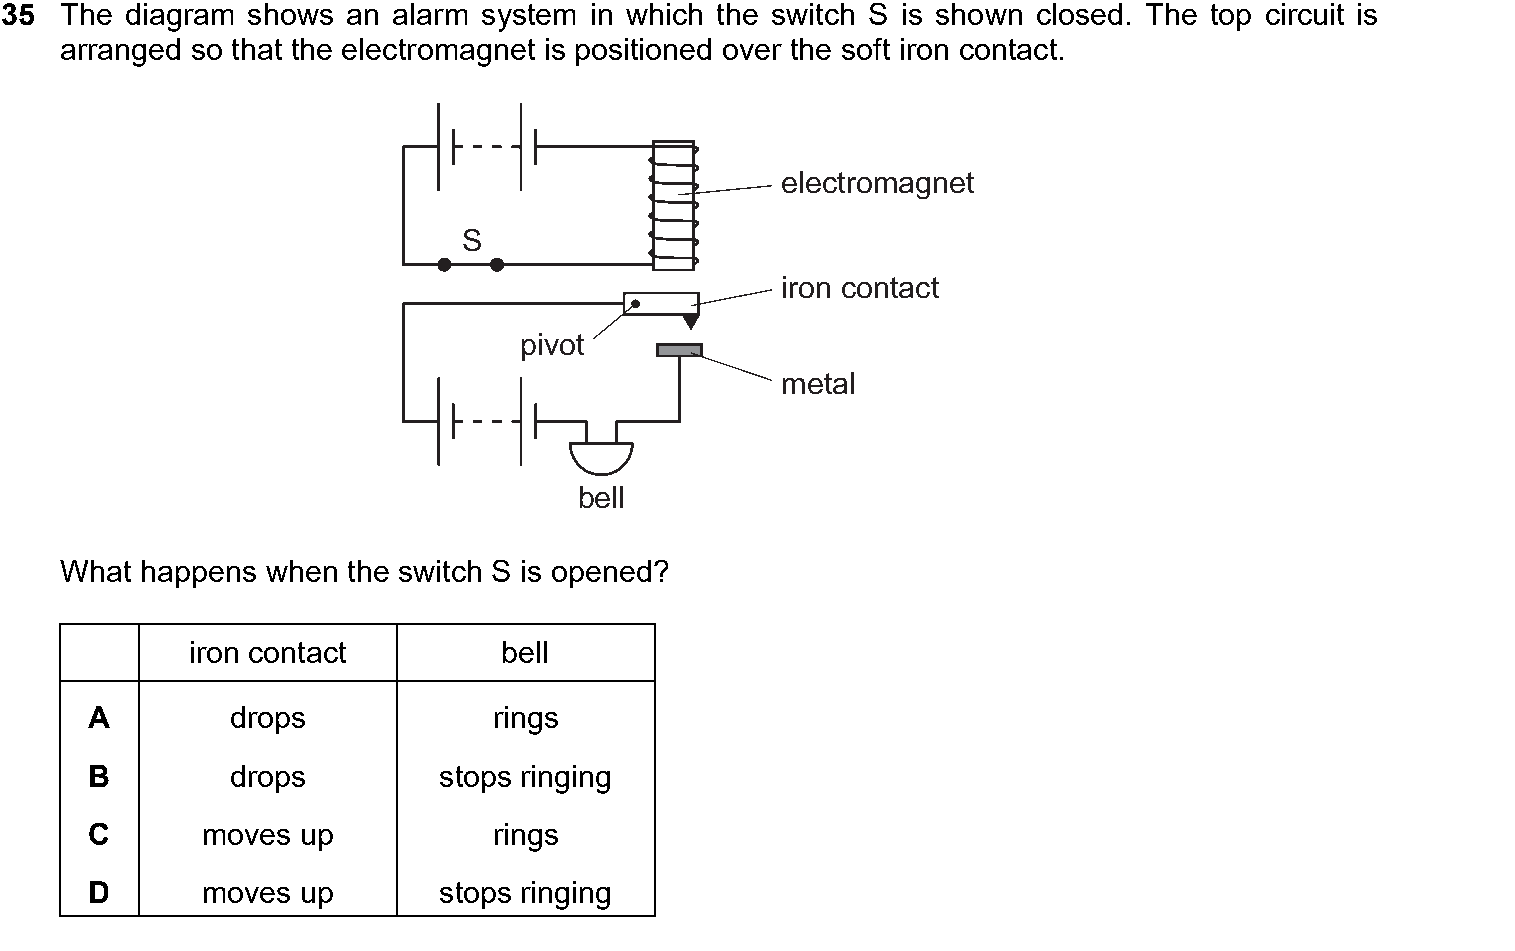 35 The diagram shows an alarm system in which the switch S is shown closed. The top circuit is
arranged so that the electromagnet is positioned over the soft iron contact.
electromagnet
S
iron contact
pivot
metal
bell
What happens when the switch S is opened?
iron contact bell
A drops rings
B drops stops ringing
C moves up rings
D moves up stops ringing